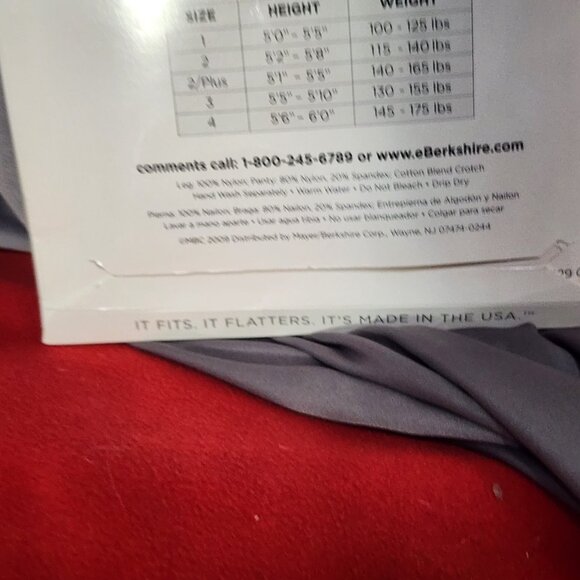 SIZE HEIGHT WEIGHT
1 5'0" - 5'5" 100 - 125 lbs
2 5'2" - 5'8" 115 - 140 lbs
2/Plus 5'1" - 5'5" 140 - 165 lbs
3 5'5" - 5'10" 130 - 155 lbs
4 5'6" - 6'0" 145 - 175 lbs
comments call: 1-800-245-6789 or www.eBerkshire.com
Leg: 100% Nylon; Panty: 80% Nylon, 20% Spandex; Cotton Blend Crotch
Hand Wash Separately • Warm Water • Do Not Bleach • Drip Dry
Pierna: 100% Nailon, Braga: 80% Nailon, 20% Spandex; Entrepierna de Algodón y Nailon
Lavar a mano aparte • Usar agua tibia • No usar blanqueador • Colgar para secar
©MBC 2009 Distributed by Mayer/Berkshire Corp., Wayne, NJ 07474-0244
IT FITS. IT FLATTERS. IT'S MADE IN THE USA.™